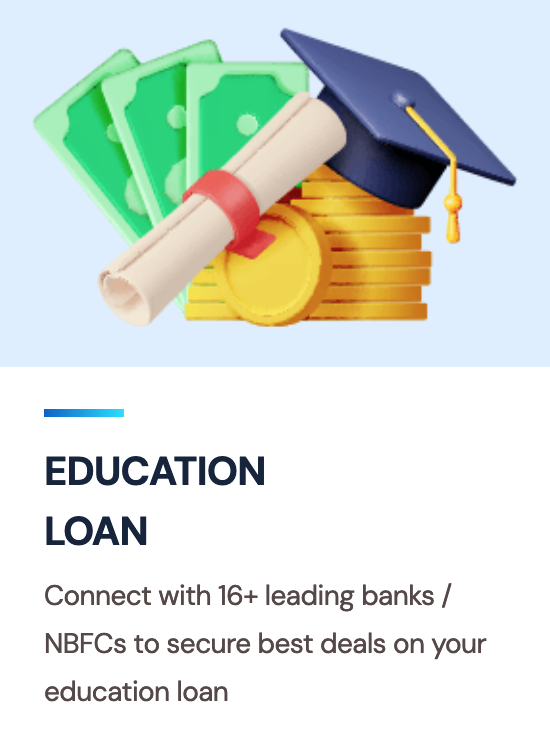 EDUCATION
LOAN
Connect with 16+ leading banks /
NBFCs to secure best deals on your
education loan